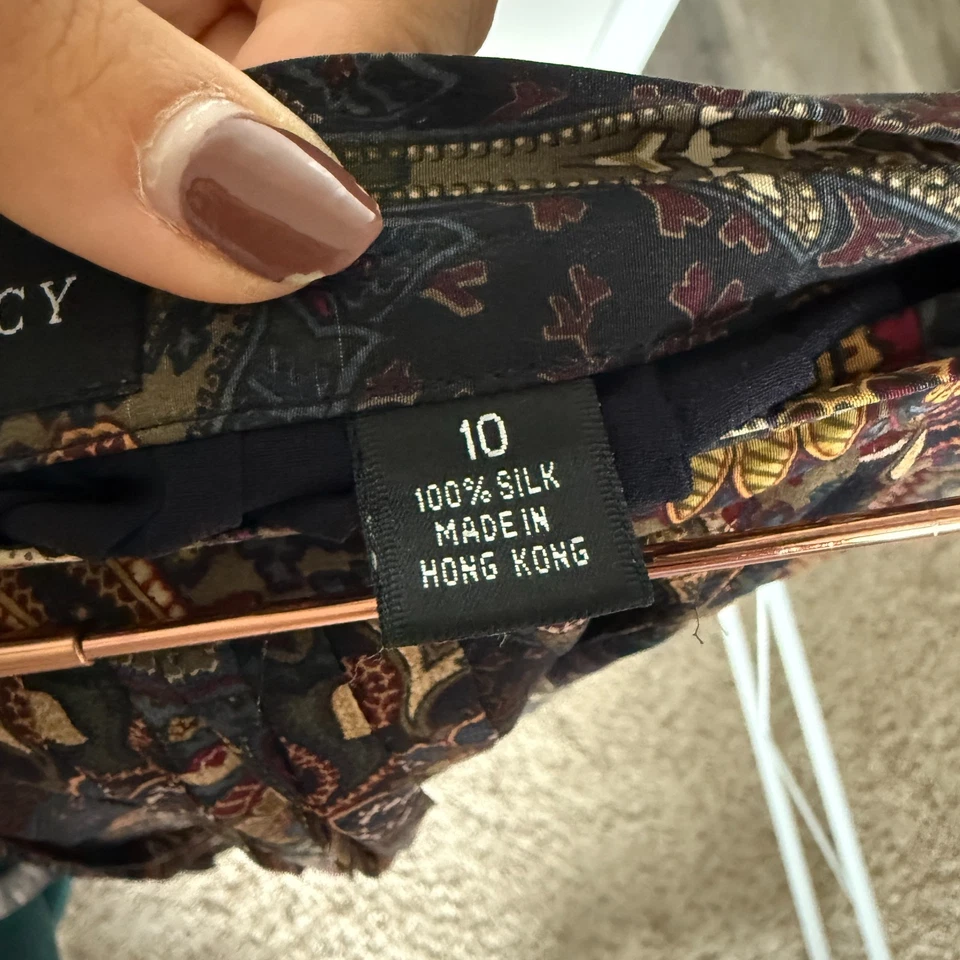 CY
10
100% SILK
MADE IN
HONG KONG